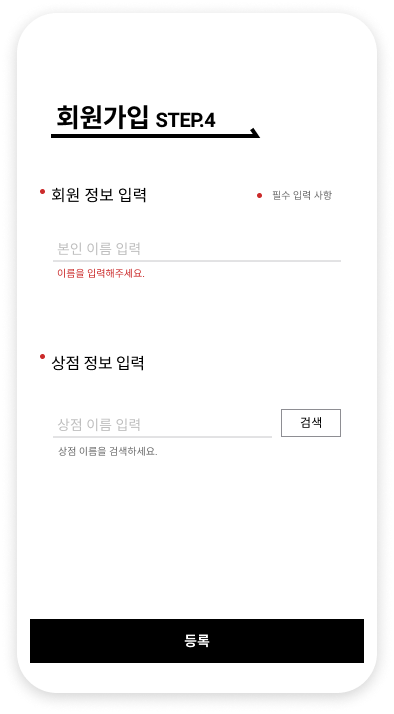 회원가입 STEP.4
회원 정보 입력
필수 입력 사항
본인 이름 입력
이름을 입력해주세요.
상점 정보 입력
상점 이름 입력
검색
상점 이름을 검색하세요.
등록